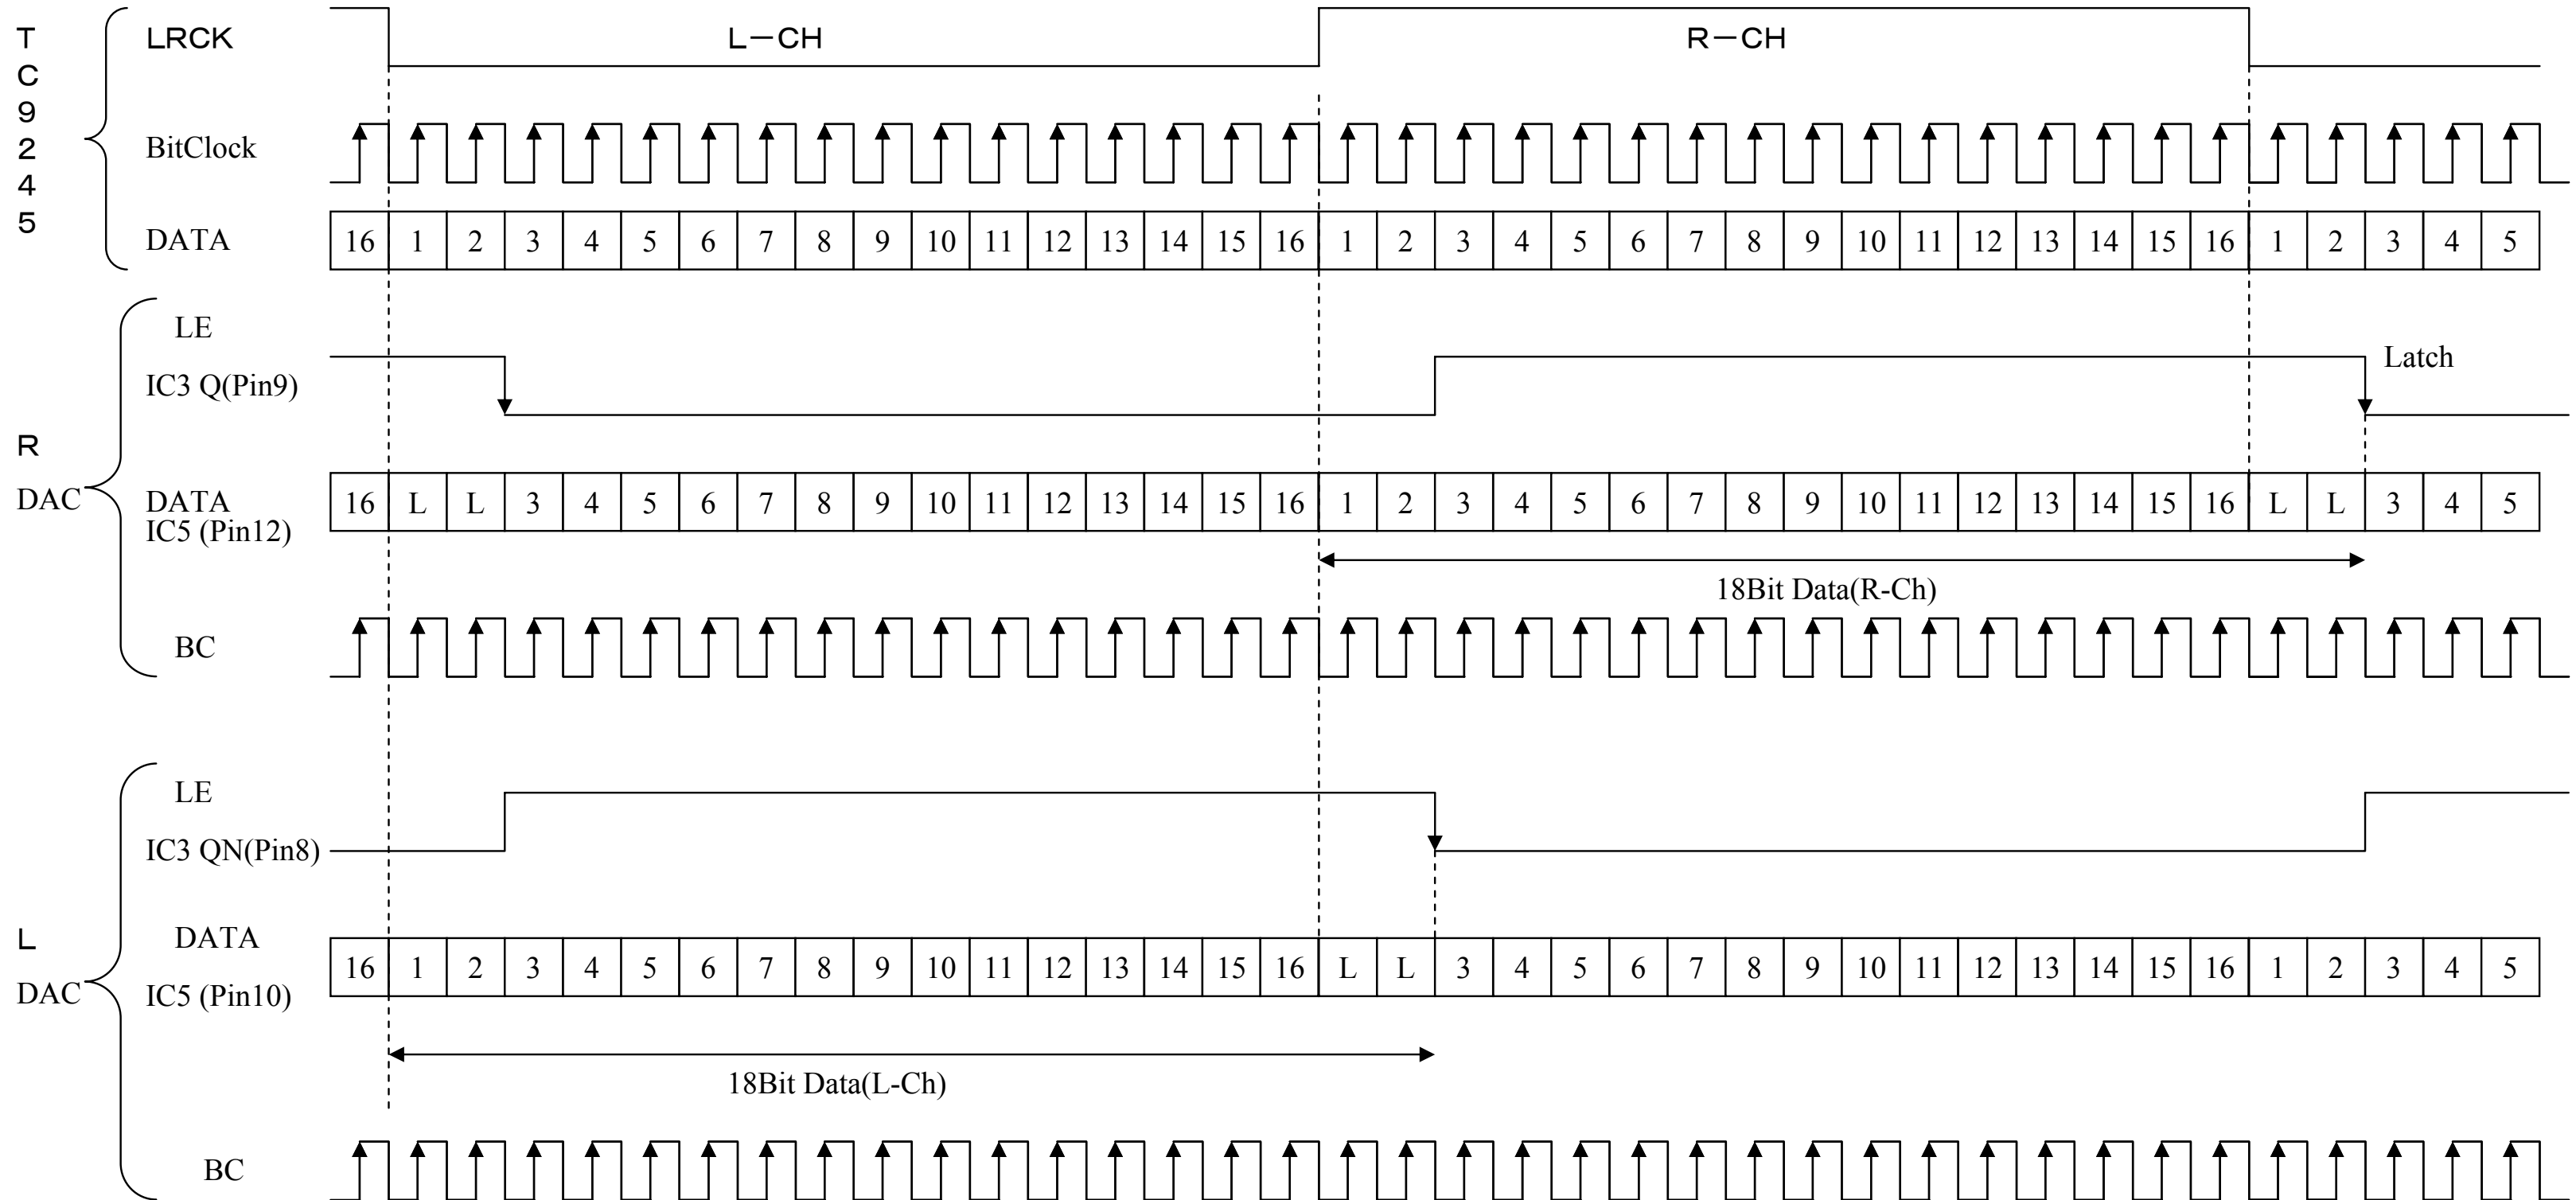 TC9245
LRCK L－CH R－CH
BitClock
DATA 16 1 2 3 4 5 6 7 8 9 10 11 12 13 14 15 16 1 2 3 4 5 6 7 8 9 10 11 12 13 14 15 16 1 2 3 4 5
R DAC
LE
Latch
IC3 Q(Pin9)
DATA 16 L L 3 4 5 6 7 8 9 10 11 12 13 14 15 16 1 2 3 4 5 6 7 8 9 10 11 12 13 14 15 16 L L 3 4 5
IC5 (Pin12)
18Bit Data(R-Ch)
BC
L DAC
LE
IC3 QN(Pin8)
DATA
16 1 2 3 4 5 6 7 8 9 10 11 12 13 14 15 16 L L 3 4 5 6 7 8 9 10 11 12 13 14 15 16 1 2 3 4 5
IC5 (Pin10)
18Bit Data(L-Ch)
BC